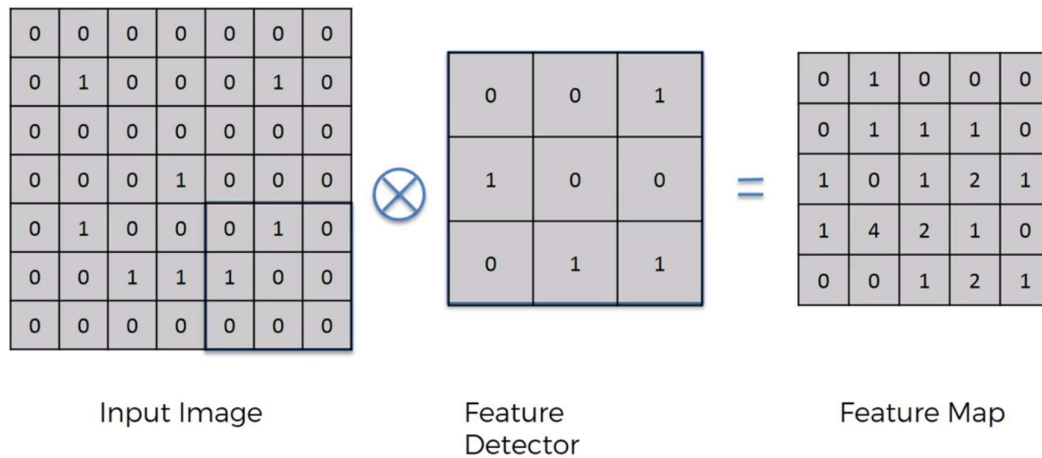 0 0 0 0 0 0 0
0 1 0 0 0 1 0
0 0 0 0 0 0 0
0 0 0 1 0 0 0
0 1 0 0 0 1 0
0 0 1 1 1 0 0
0 0 0 0 0 0 0
Input Image
0 0 1
1 0 0
0 1 1
Feature
Detector
=
0 1 0 0 0
0 1 1 1 0
1 0 1 2 1
1 4 2 1 0
0 0 1 2 1
Feature Map